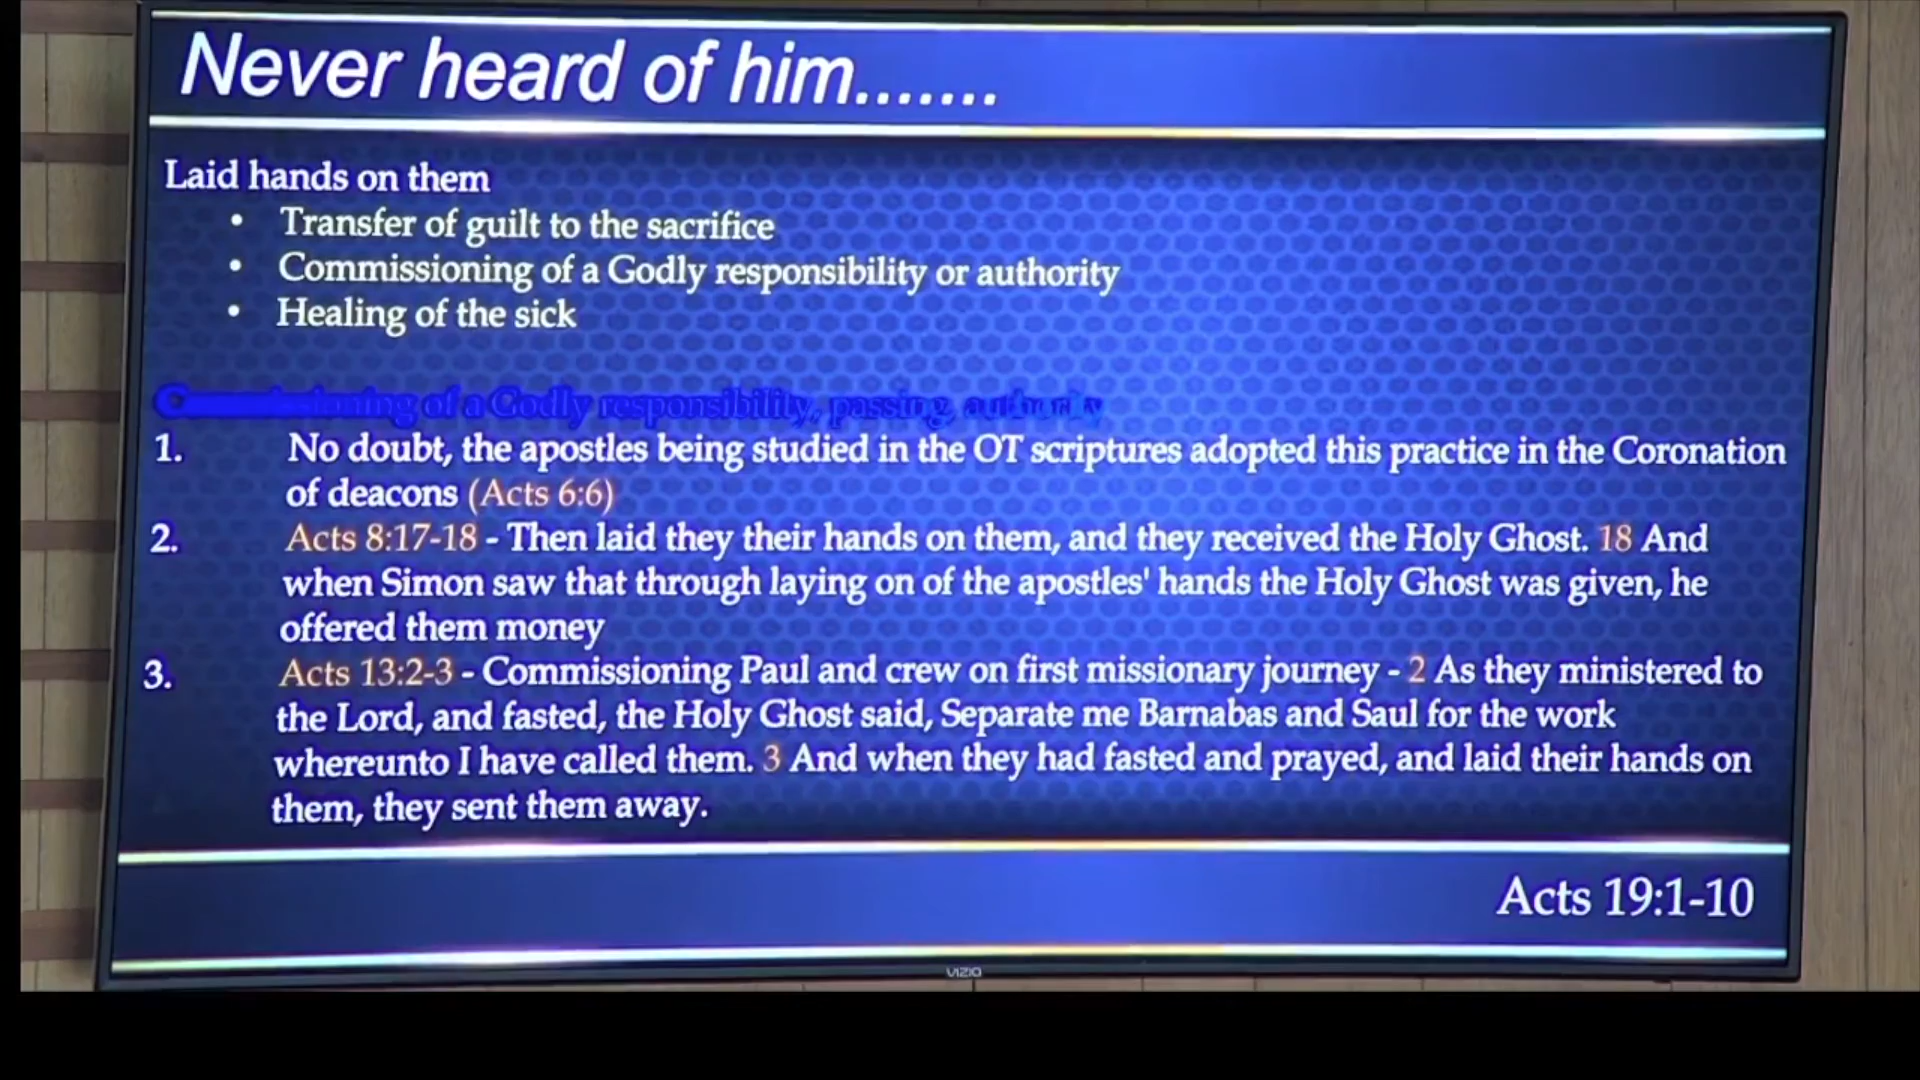 Never heard of him.......
Laid hands on them
• Transfer of guilt to the sacrifice
• Commissioning of a Godly responsibility or authority
• Healing of the sick
Commissioning of a Godly responsibility, passing, authority
1. No doubt, the apostles being studied in the OT scriptures adopted this practice in the Coronation
of deacons (Acts 6:6)
2. Acts 8:17-18 - Then laid they their hands on them, and they received the Holy Ghost. 18 And
when Simon saw that through laying on of the apostles' hands the Holy Ghost was given, he
offered them money
3. Acts 13:2-3 - Commissioning Paul and crew on first missionary journey - 2 As they ministered to
the Lord, and fasted, the Holy Ghost said, Separate me Barnabas and Saul for the work
whereunto I have called them. 3 And when they had fasted and prayed, and laid their hands on
them, they sent them away.
Acts 19:1-10
VIZIO